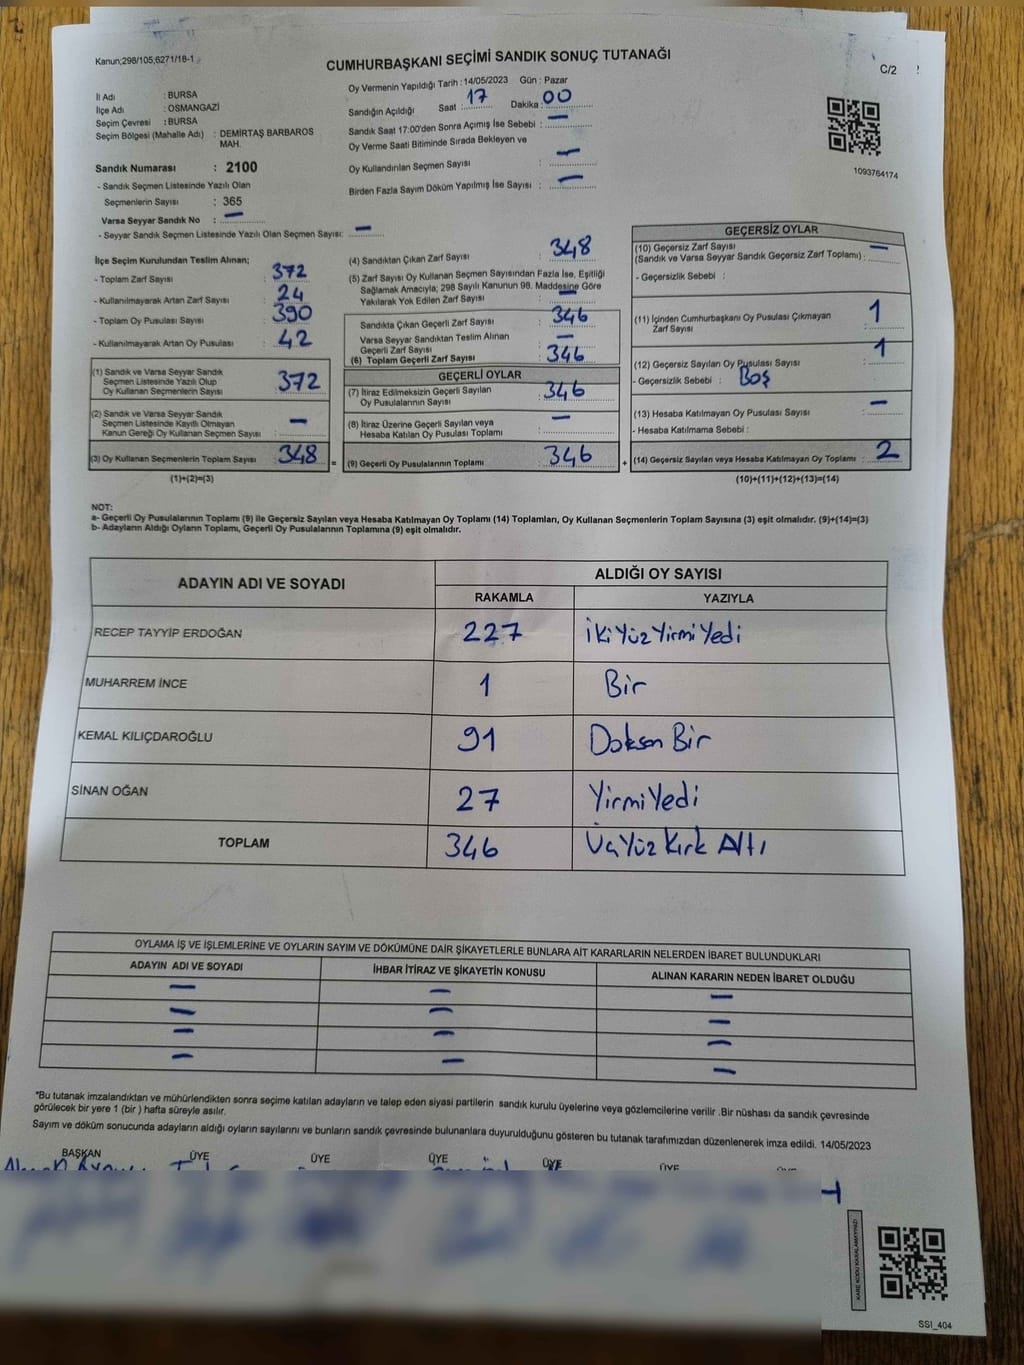 Kanun;298/105;6271/18-1
CUMHURBAŞKANI SEÇİMİ SANDIK SONUÇ TUTANAĞI
C/2
İl Adı : BURSA
İlçe Adı : OSMANGAZİ
Seçim Çevresi : BURSA
Seçim Bölgesi (Mahalle Adı) : DEMİRTAŞ BARBAROS MAH.
Sandık Numarası : 2100
- Sandık Seçmen Listesinde Yazılı Olan
Seçmenlerin Sayısı : 365
Varsa Seyyar Sandık No : —
- Seyyar Sandık Seçmen Listesinde Yazılı Olan Seçmen Sayısı: —
Oy Vermenin Yapıldığı Tarih : 14/05/2023 Gün : Pazar
Sandığın Açıldığı Saat : 17 Dakika : 00
Sandık Saat 17:00'den Sonra Açımış İse Sebebi : —
Oy Verme Saati Bitiminde Sırada Bekleyen ve
Oy Kullandırılan Seçmen Sayısı : —
Birden Fazla Sayım Döküm Yapılmış İse Sayısı : —
1093764174
İlçe Seçim Kurulundan Teslim Alınan;
- Toplam Zarf Sayısı : 372
- Kullanılmayarak Artan Zarf Sayısı : 24
- Toplam Oy Pusulası Sayısı : 390
- Kullanılmayarak Artan Oy Pusulası : 42
(1) Sandık ve Varsa Seyyar Sandık
Seçmen Listesinde Yazılı Olup
Oy Kullanan Seçmenlerin Sayısı : 372
(2) Sandık ve Varsa Seyyar Sandık
Seçmen Listesinde Kayıtlı Olmayan
Kanun Gereği Oy Kullanan Seçmen Sayısı : —
(3) Oy Kullanan Seçmenlerin Toplam Sayısı : 348
(1)+(2)=(3)
(4) Sandıktan Çıkan Zarf Sayısı : 348
(5) Zarf Sayısı Oy Kullanan Seçmen Sayısından Fazla İse, Eşitliği
Sağlamak Amacıyla; 298 Sayılı Kanunun 98. Maddesine Göre
Yakılarak Yok Edilen Zarf Sayısı : —
Sandıkta Çıkan Geçerli Zarf Sayısı : 346
Varsa Seyyar Sandıktan Teslim Alınan
Geçerli Zarf Sayısı : —
(6) Toplam Geçerli Zarf Sayısı : 346
GEÇERLİ OYLAR
(7) İtiraz Edilmeksizin Geçerli Sayılan
Oy Pusulalarının Sayısı : 346
(8) İtiraz Üzerine Geçerli Sayılan veya
Hesaba Katılan Oy Pusulası Toplamı : —
= (9) Geçerli Oy Pusulalarının Toplamı : 346
GEÇERSİZ OYLAR
(10) Geçersiz Zarf Sayısı
(Sandık ve Varsa Seyyar Sandık Geçersiz Zarf Toplamı) : —
- Geçersizlik Sebebi :
(11) İçinden Cumhurbaşkanı Oy Pusulası Çıkmayan
Zarf Sayısı : 1
(12) Geçersiz Sayılan Oy Pusulası Sayısı : 1
- Geçersizlik Sebebi : Boş
(13) Hesaba Katılmayan Oy Pusulası Sayısı : —
- Hesaba Katılmama Sebebi :
+ (14) Geçersiz Sayılan veya Hesaba Katılmayan Oy Toplamı : 2
(10)+(11)+(12)+(13)=(14)
NOT:
a- Geçerli Oy Pusulalarının Toplamı (9) ile Geçersiz Sayılan veya Hesaba Katılmayan Oy Toplamı (14) Toplamları, Oy Kullanan Seçmenlerin Toplam Sayısına (3) eşit olmalıdır. (9)+(14)=(3)
b- Adayların Aldığı Oyların Toplamı, Geçerli Oy Pusulalarının Toplamına (9) eşit olmalıdır.
ADAYIN ADI VE SOYADI
ALDIĞI OY SAYISI
RAKAMLA YAZIYLA
RECEP TAYYİP ERDOĞAN 227 İkiYüzYirmiYedi
MUHARREM İNCE 1 Bir
KEMAL KILIÇDAROĞLU 91 Doksan Bir
SİNAN OĞAN 27 YirmiYedi
TOPLAM 346 ÜçYüz Kırk Altı
OYLAMA İŞ VE İŞLEMLERİNE VE OYLARIN SAYIM VE DÖKÜMÜNE DAİR ŞİKAYETLERLE BUNLARA AİT KARARLARIN NELERDEN İBARET BULUNDUKLARI
ADAYIN ADI VE SOYADI İHBAR İTİRAZ VE ŞİKAYETİN KONUSU ALINAN KARARIN NEDEN İBARET OLDUĞU
— — —
— — —
— — —
— — —
*Bu tutanak imzalandıktan ve mühürlendikten sonra seçime katılan adayların ve talep eden siyasi partilerin sandık kurulu üyelerine veya gözlemcilerine verilir .Bir nüshası da sandık çevresinde
görülecek bir yere 1 (bir ) hafta süreyle asılır.
Sayım ve döküm sonucunda adayların aldığı oyların sayılarını ve bunların sandık çevresinde bulunanlara duyurulduğunu gösteren bu tutanak tarafımızdan düzenlenerek imza edildi. 14/05/2023
BAŞKAN ÜYE ÜYE ÜYE ÜYE ÜYE ÜYE
KARE KODU KARALAMAYINIZ
SSI_404